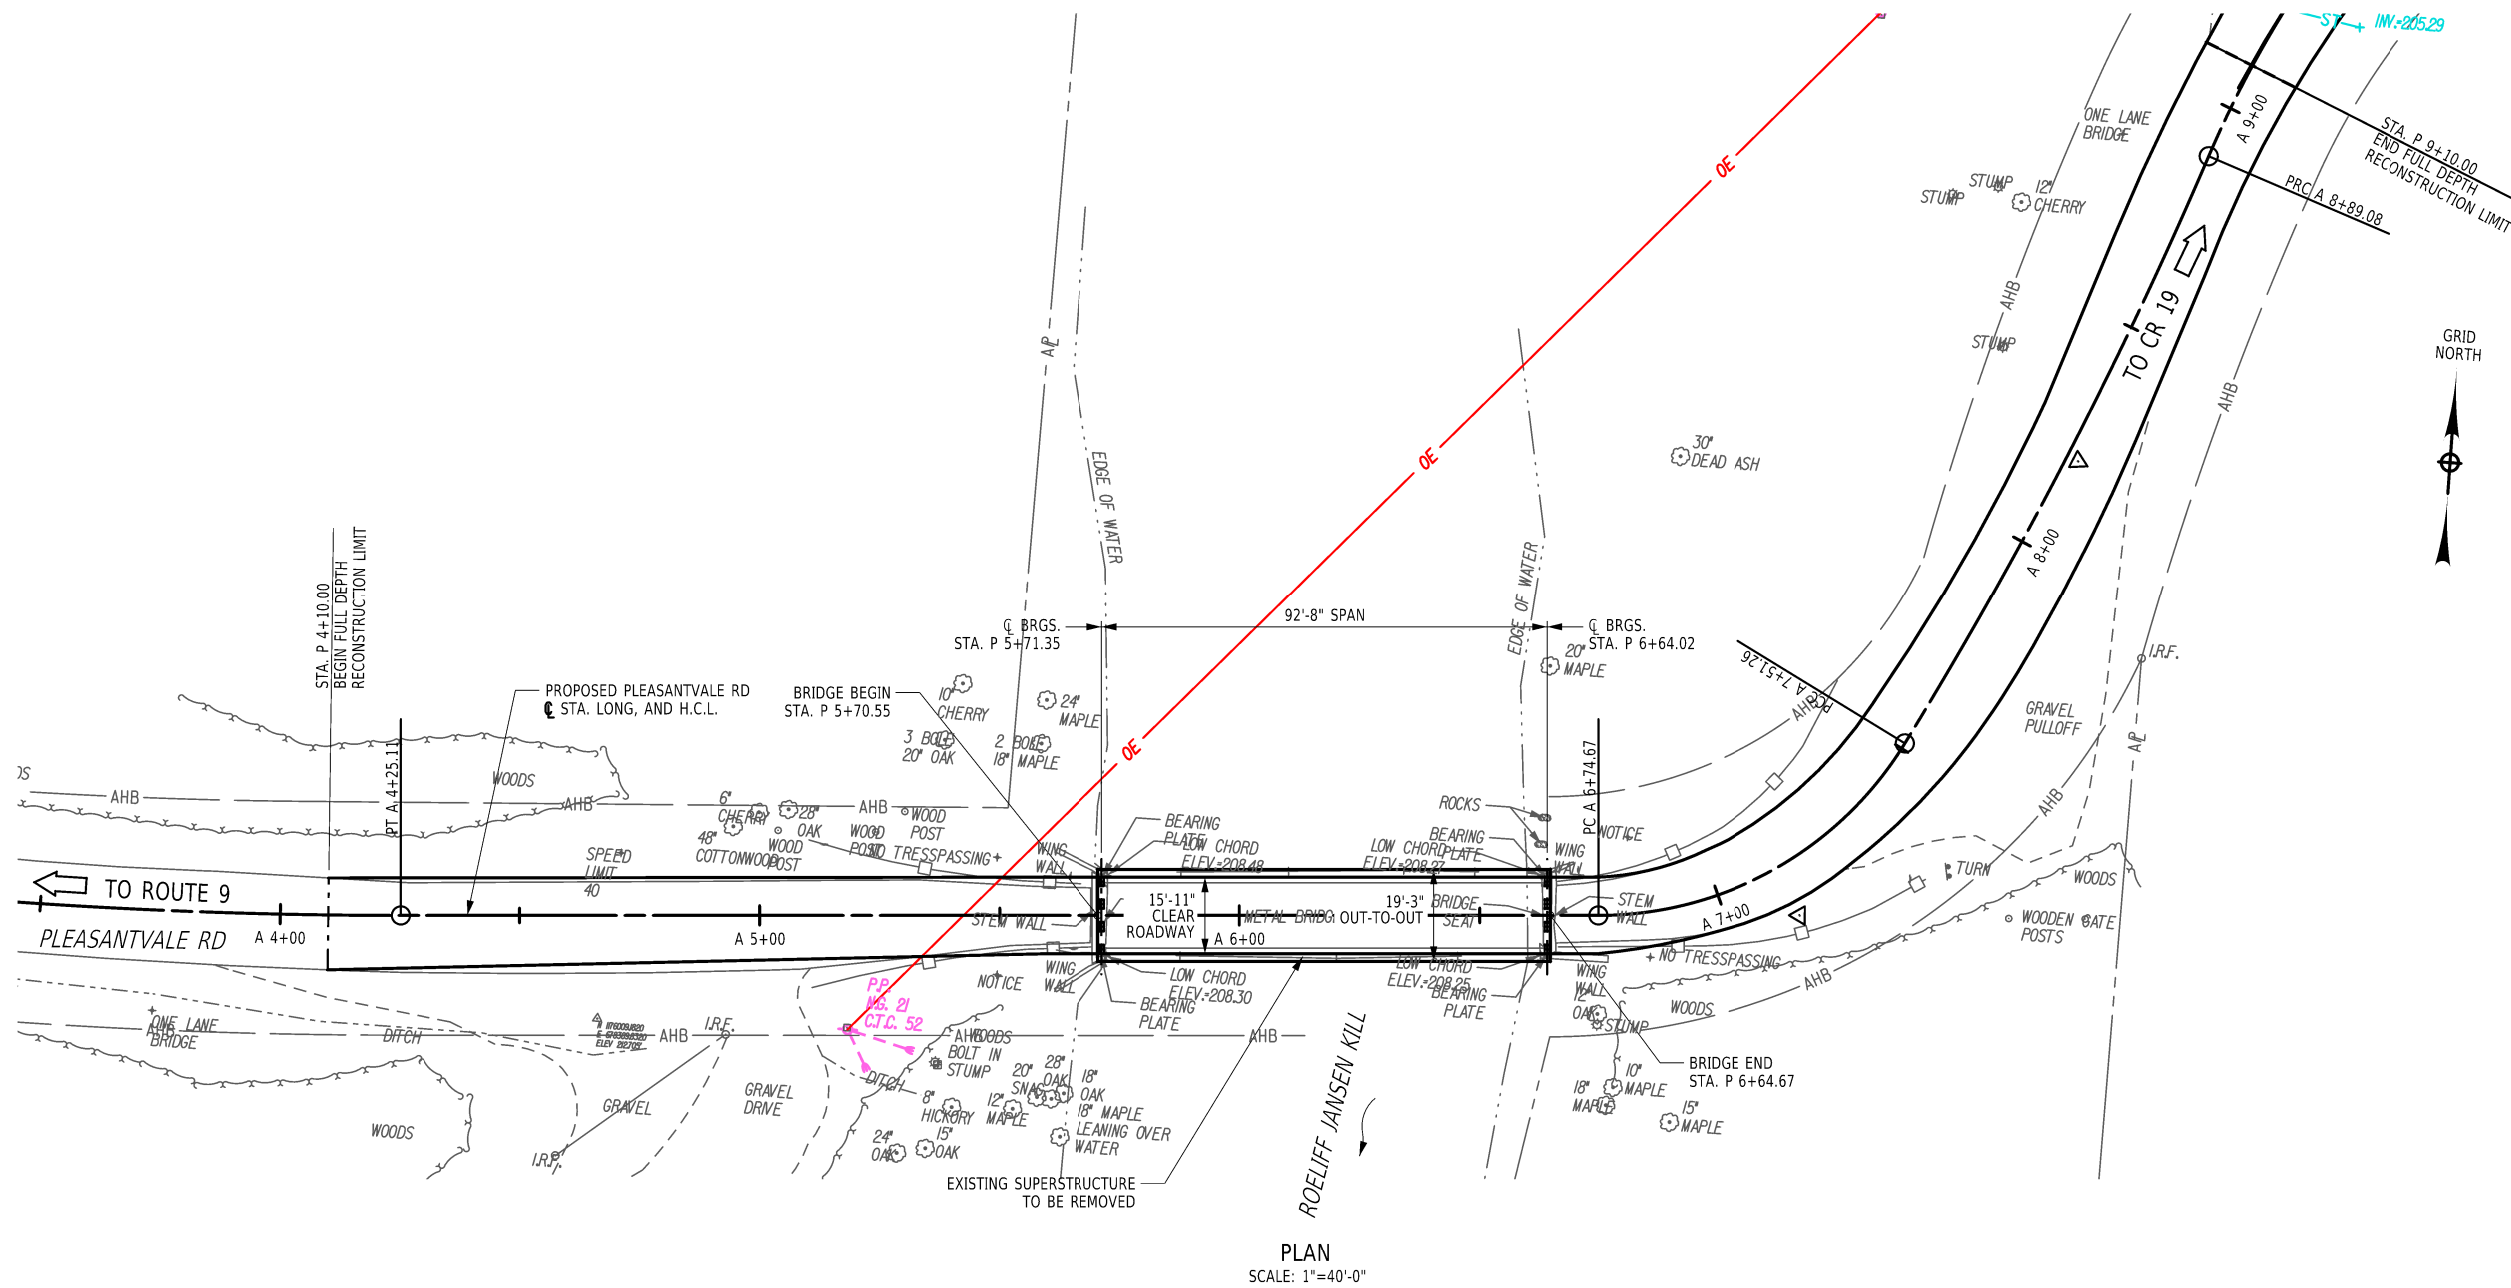 ST
INV.=205.29
ONE LANE
BRIDGE
A 9+00
STA. P 9+10.00
END FULL DEPTH
RECONSTRUCTION LIMIT
PRC A 8+89.08
STUMP
STUMP
12"
CHERRY
OE
AHB
TO CR 19
STUMP
GRID
NORTH
AHB
30"
DEAD ASH
OE
EDGE OF WATER
EDGE OF WATER
A 8+00
STA. P 4+10.00
BEGIN FULL DEPTH
RECONSTRUCTION LIMIT
92'-8" SPAN
℄ BRGS.
STA. P 5+71.35
℄ BRGS.
STA. P 6+64.02
20"
MAPLE
I.R.F.
PCC A 7+51.26
AHB
PROPOSED PLEASANTVALE RD
℄ STA. LONG, AND H.C.L.
BRIDGE BEGIN
STA. P 5+70.55
10"
CHERRY
24"
MAPLE
3 BOLE
20" OAK
2 BOLE
18" MAPLE
OE
GRAVEL
PULLOFF
PT A 4+25.11
PC A 6+74.67
WOODS
AHB
AHB
AHB
AHB
6"
CHERRY
28"
OAK
48"
COTTONWOOD
WOOD
POST
WOOD
POST
WOOD
POST
NO TRESSPASSING
SPEED
LIMIT
40
WING
WALL
BEARING
PLATE
LOW CHORD
ELEV.=208.48
LOW CHORD
ELEV.=208.27
BEARING
PLATE
ROCKS
NOTICE
WING
WALL
TURN
WOODS
TO ROUTE 9
PLEASANTVALE RD
A 4+00
A 5+00
STEM WALL
15'-11"
CLEAR
ROADWAY
A 6+00
METAL BRIDG
19'-3"
OUT-TO-OUT
BRIDGE
SEAT
STEM
WALL
A 7+00
WOODEN GATE
POSTS
WING
WALL
NOTICE
LOW CHORD
ELEV.=208.30
BEARING
PLATE
LOW CHORD
ELEV.=208.25
BEARING
PLATE
WING
WALL
NO TRESSPASSING
AHB
WOODS
12"
OAK
STUMP
P.P.
N.G. 21
C.T.C. 52
ONE LANE
BRIDGE
AHB
DITCH
AHB
I.R.F.
AHB
WOODS
AHB
BOLT IN
STUMP
DITCH
20"
SNAG
28"
OAK
18"
OAK
8"
HICKORY
12"
MAPLE
18" MAPLE
LEANING OVER
WATER
24"
OAK
15"
OAK
GRAVEL
GRAVEL
DRIVE
WOODS
I.R.F.
BRIDGE END
STA. P 6+64.67
10"
MAPLE
18"
MAPLE
15"
MAPLE
ROELIFF JANSEN KILL
EXISTING SUPERSTRUCTURE
TO BE REMOVED
PLAN
SCALE: 1"=40'-0"